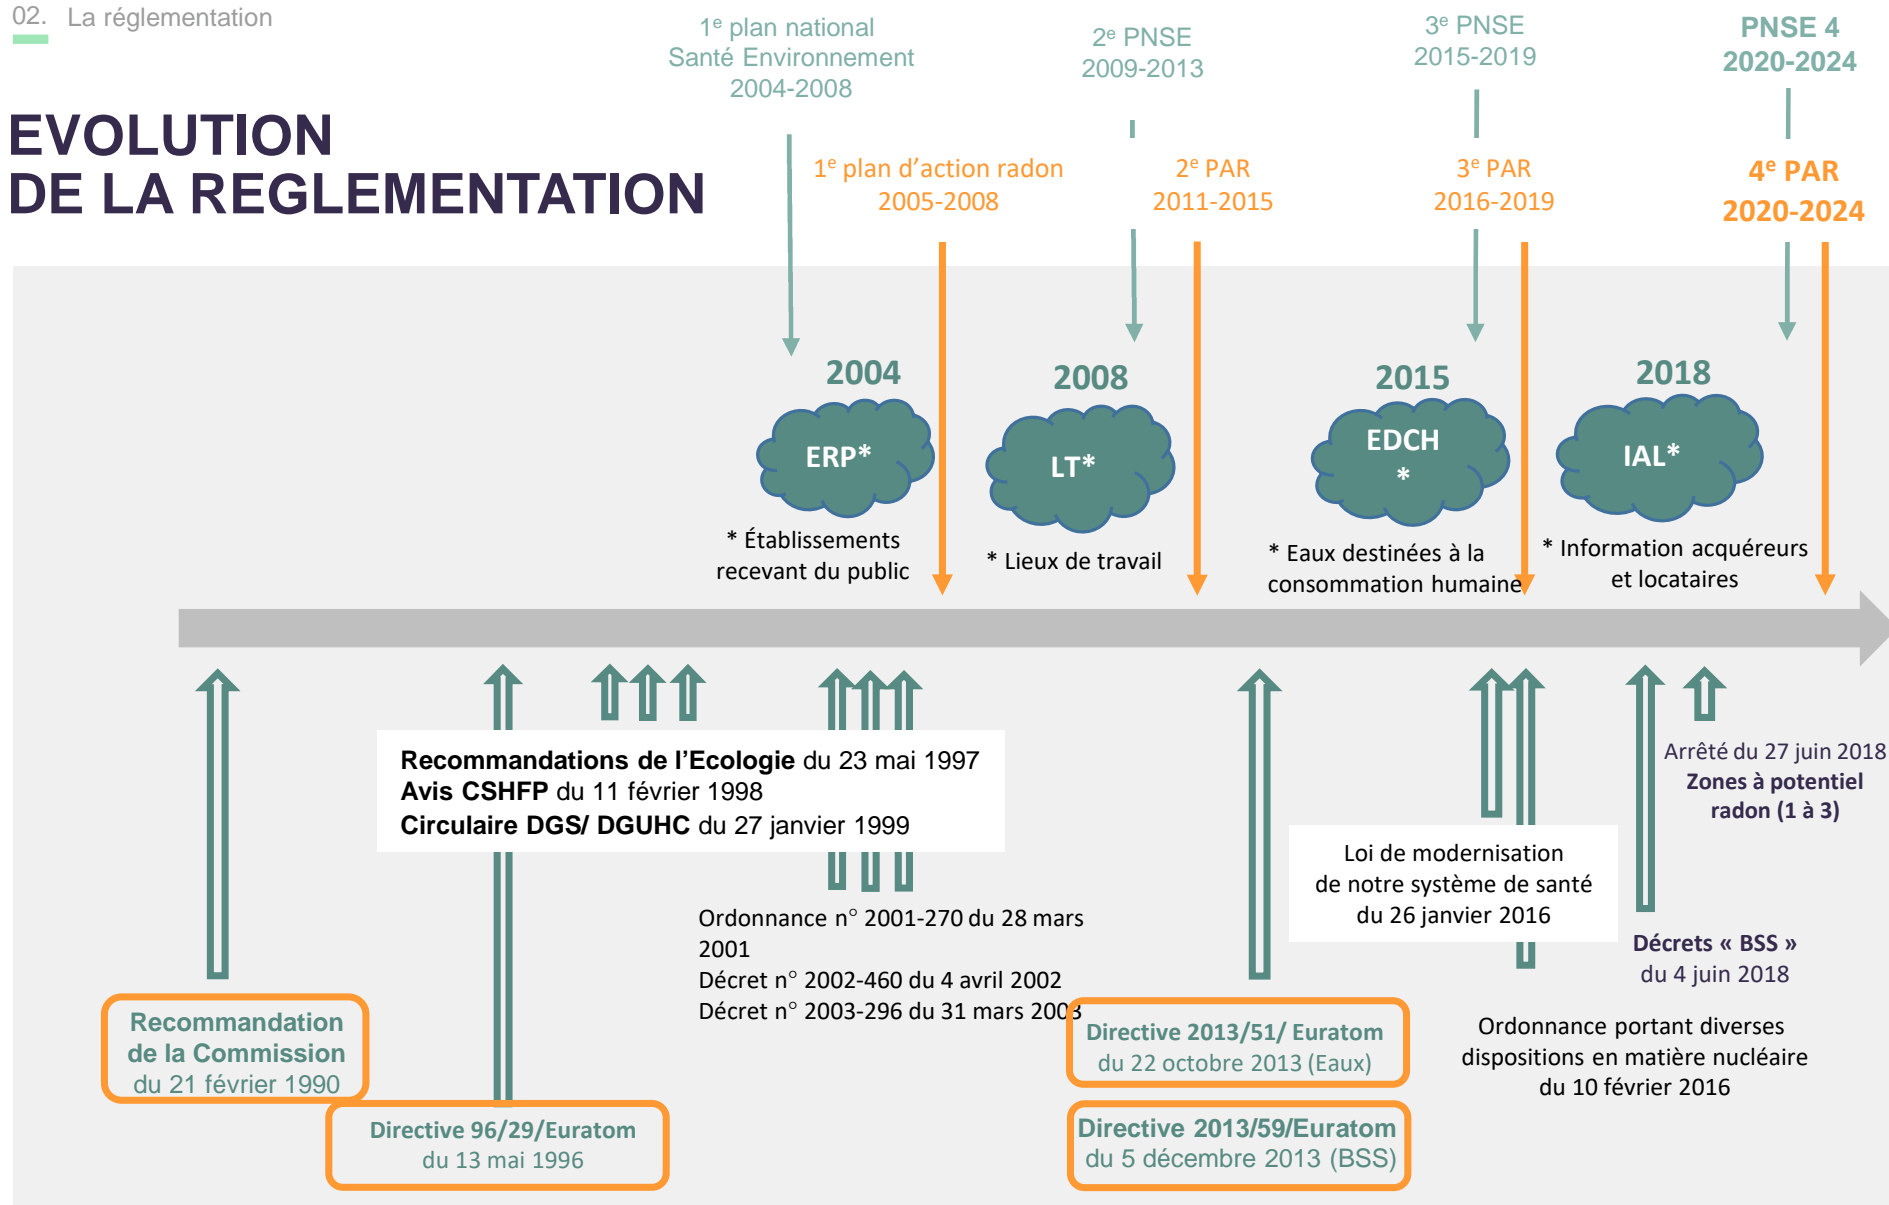 02. La réglementation
EVOLUTION
DE LA REGLEMENTATION
1e plan national
Santé Environnement
2004-2008
2e PNSE
2009-2013
3e PNSE
2015-2019
PNSE 4
2020-2024
1e plan d’action radon
2005-2008
2e PAR
2011-2015
3e PAR
2016-2019
4e PAR
2020-2024
2004
ERP*
* Établissements
recevant du public
2008
LT*
* Lieux de travail
2015
EDCH
*
* Eaux destinées à la
consommation humaine
2018
IAL*
* Information acquéreurs
et locataires
Recommandations de l’Ecologie du 23 mai 1997
Avis CSHFP du 11 février 1998
Circulaire DGS/ DGUHC du 27 janvier 1999
Arrêté du 27 juin 2018
Zones à potentiel
radon (1 à 3)
Loi de modernisation
de notre système de santé
du 26 janvier 2016
Ordonnance n° 2001-270 du 28 mars
2001
Décret n° 2002-460 du 4 avril 2002
Décret n° 2003-296 du 31 mars 2003
Décrets « BSS »
du 4 juin 2018
Recommandation
de la Commission
du 21 février 1990
Directive 2013/51/ Euratom
du 22 octobre 2013 (Eaux)
Ordonnance portant diverses
dispositions en matière nucléaire
du 10 février 2016
Directive 96/29/Euratom
du 13 mai 1996
Directive 2013/59/Euratom
du 5 décembre 2013 (BSS)